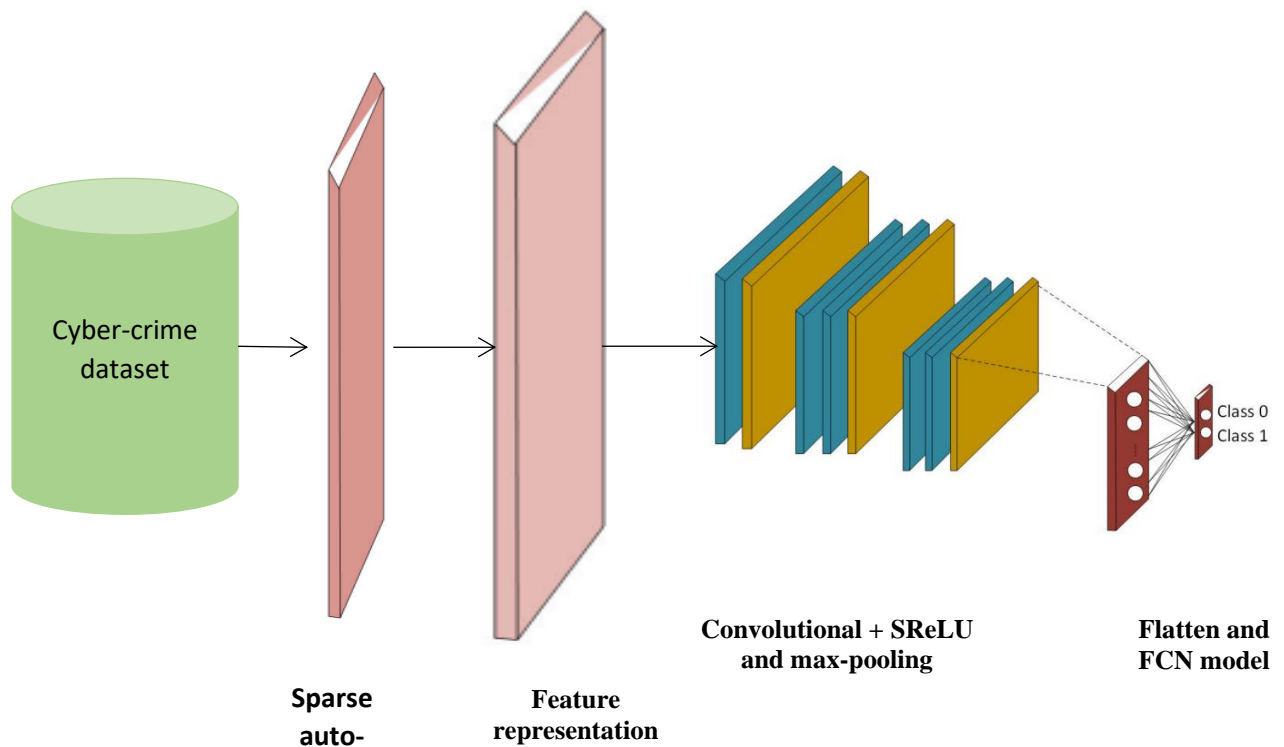 Cyber-crime
dataset
Class 0
Class 1
Convolutional + SReLU
and max-pooling
Flatten and
FCN model
Sparse
auto-
Feature
representation